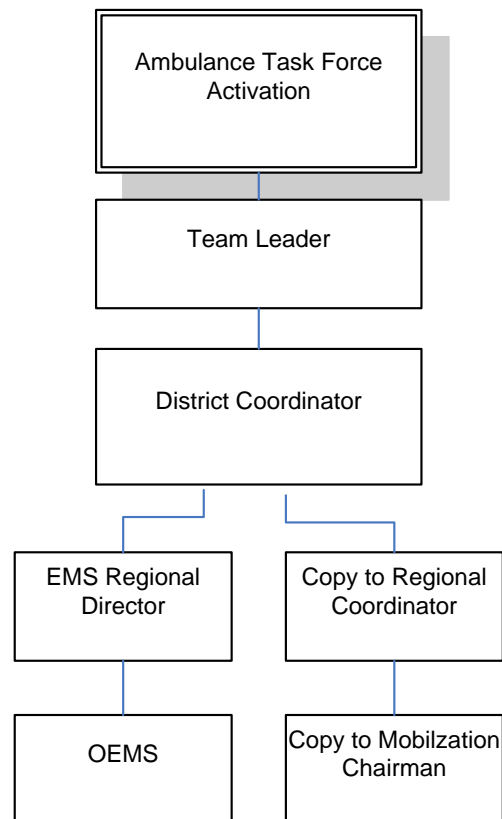 Ambulance Task Force
Activation
Team Leader
District Coordinator
EMS Regional
Director
Copy to Regional
Coordinator
OEMS
Copy to Mobilzation
Chairman